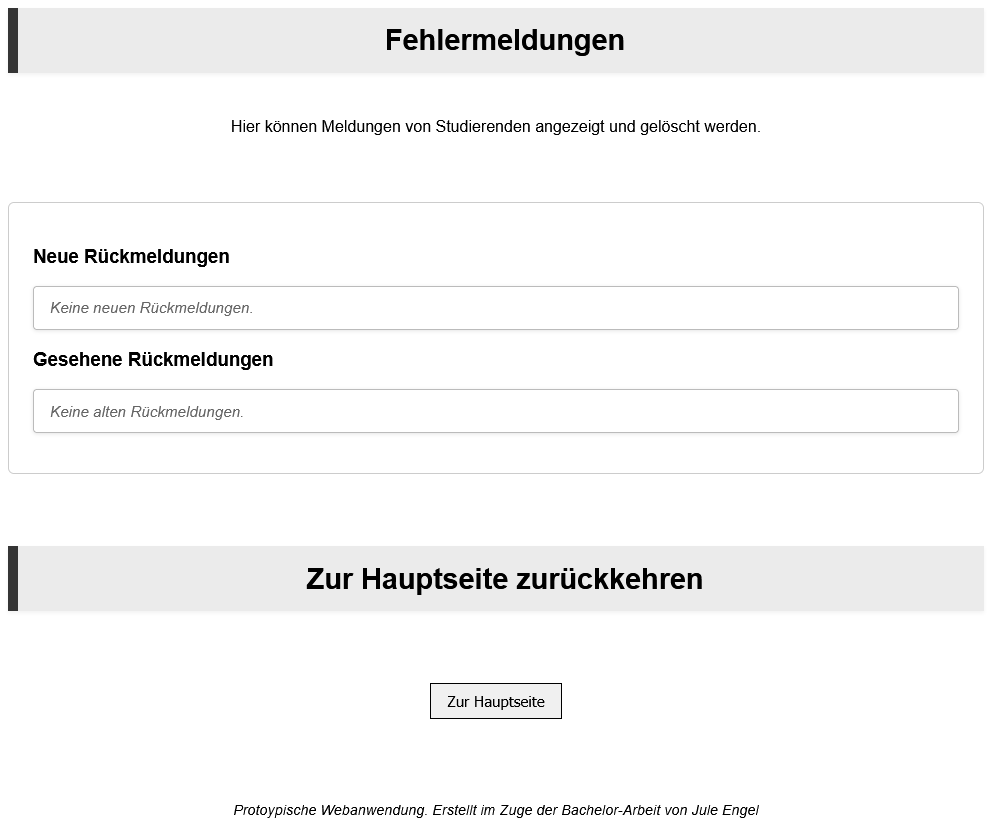 Fehlermeldungen
Hier können Meldungen von Studierenden angezeigt und gelöscht werden.
Neue Rückmeldungen
Keine neuen Rückmeldungen.
Gesehene Rückmeldungen
Keine alten Rückmeldungen.
Zur Hauptseite zurückkehren
Zur Hauptseite
Protoypische Webanwendung. Erstellt im Zuge der Bachelor-Arbeit von Jule Engel